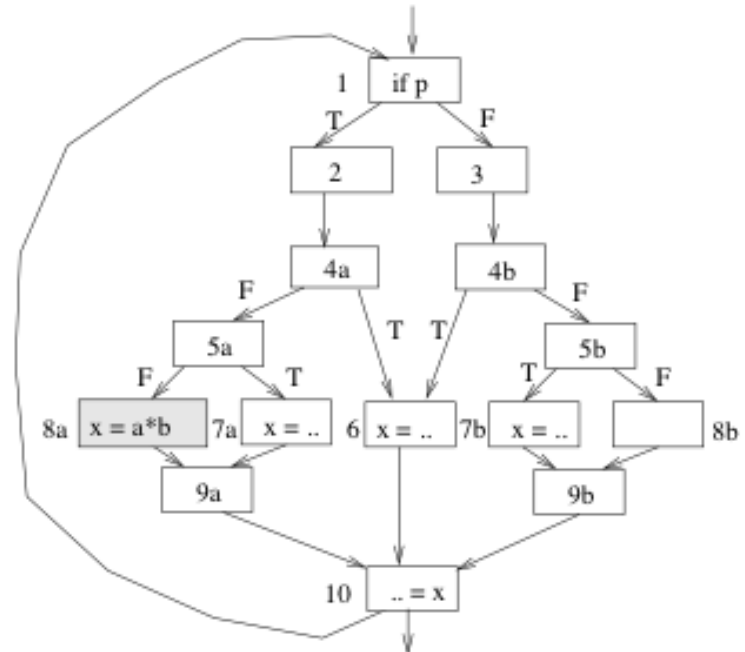 1 if p
T F
2 3
4a 4b
F T T F
5a 5b
F T T F
8a x = a*b 7a x = .. 6 x = .. 7b x = .. 8b
9a 9b
10 .. = x